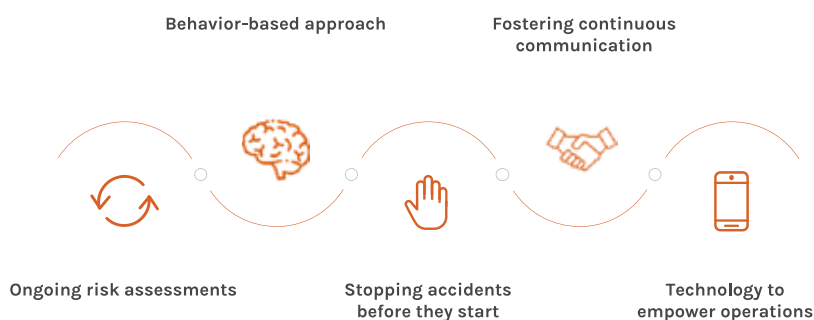 Behavior-based approach
Fostering continuous
communication
Ongoing risk assessments
Stopping accidents
before they start
Technology to
empower operations